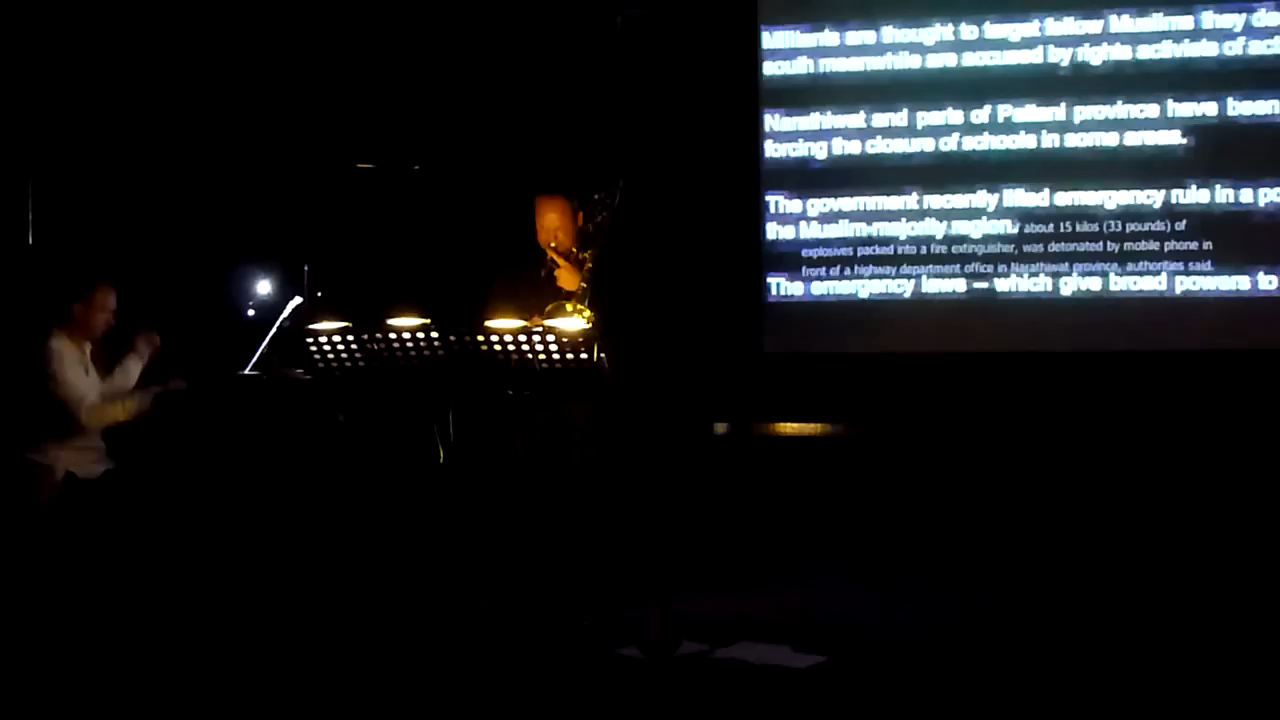 Militants are thought to target fellow Muslims they
south meanwhile are accused by rights activists of
Narathiwat and parts of Pattani province have been
forcing the closure of schools in some areas.
The government recently lifted emergency rule in a
the Muslim-majority region.
about 15 kilos (33 pounds) of
explosives packed into a fire extinguisher, was detonated by mobile phone in
front of a highway department office in Narathiwat province, authorities said.
The emergency laws – which give broad powers to